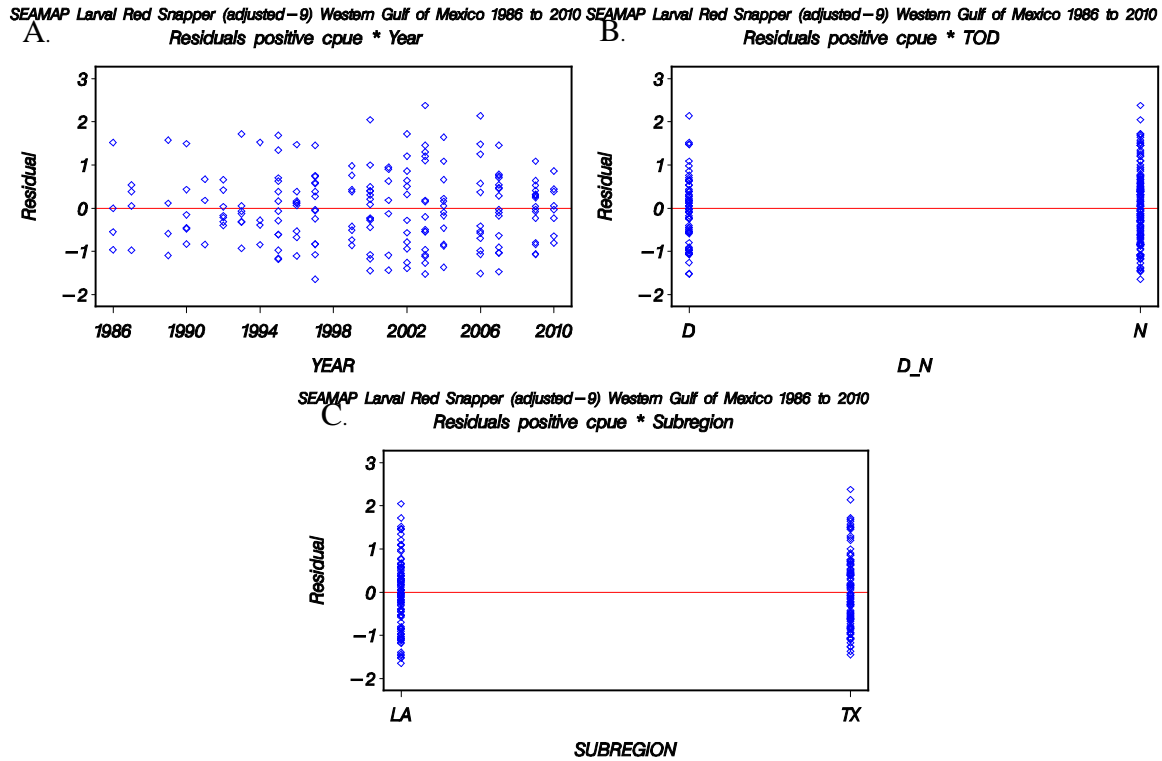 SEAMAP Larval Red Snapper (adjusted−9) Western Gulf of Mexico 1986 to 2010
A.
Residuals positive cpue * Year
3
2
1
0
−1
−2
Residual
1986 1990 1994 1998 2002 2006 2010
YEAR
SEAMAP Larval Red Snapper (adjusted−9) Western Gulf of Mexico 1986 to 2010
B.
Residuals positive cpue * TOD
3
2
1
0
−1
−2
Residual
D N
D_N
SEAMAP Larval Red Snapper (adjusted−9) Western Gulf of Mexico 1986 to 2010
C.
Residuals positive cpue * Subregion
3
2
1
0
−1
−2
Residual
LA TX
SUBREGION